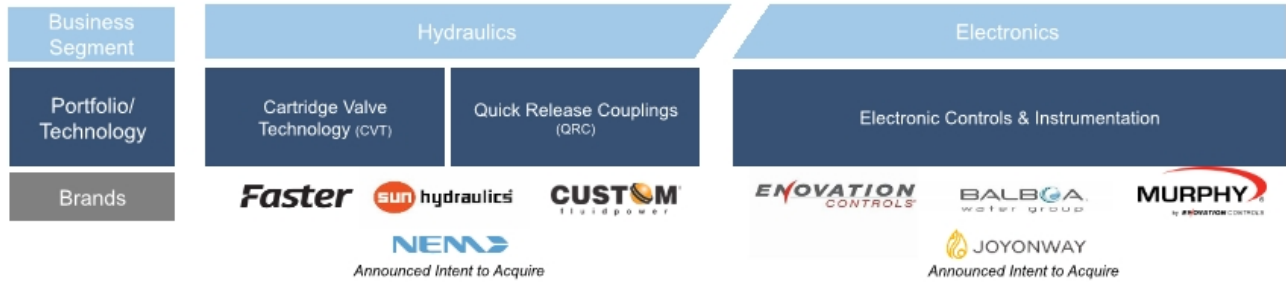 Business
Segment
Hydraulics
Electronics
Portfolio/
Technology
Cartridge Valve
Technology (CVT)
Quick Release Couplings
(QRC)
Electronic Controls & Instrumentation
Brands
Faster
sun hydraulics
CUSTOM
fluidpower
ENOVATION
CONTROLS
BALBOA
water group
MURPHY
by ENOVATION CONTROLS
NEM
JOYONWAY
Announced Intent to Acquire
Announced Intent to Acquire